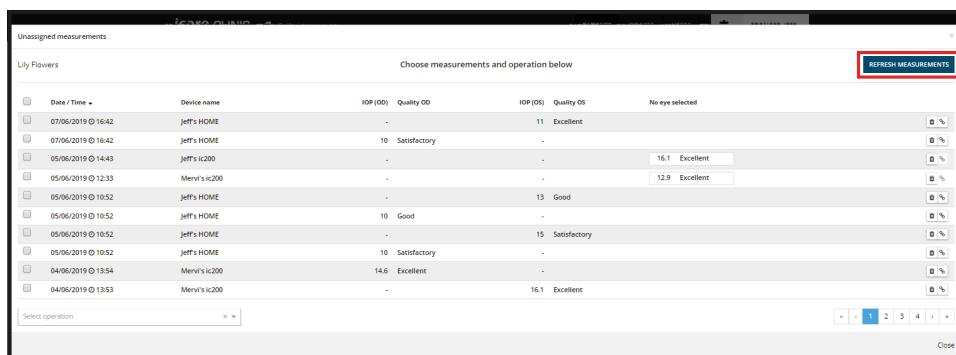 icare CLINIC
Unassigned measurements ×
Lily Flowers Choose measurements and operation below REFRESH MEASUREMENTS
Date / Time Device name IOP (OD) Quality OD IOP (OS) Quality OS No eye selected
07/06/2019 16:42 Jeff's HOME - 11 Excellent
07/06/2019 16:42 Jeff's HOME 10 Satisfactory -
05/06/2019 14:43 Jeff's ic200 - - 16.1 Excellent
05/06/2019 12:33 Mervi's ic200 - - 12.9 Excellent
05/06/2019 10:52 Jeff's HOME - 13 Good
05/06/2019 10:52 Jeff's HOME 10 Good -
05/06/2019 10:52 Jeff's HOME - 15 Satisfactory
05/06/2019 10:52 Jeff's HOME 10 Satisfactory -
04/06/2019 13:54 Mervi's ic200 14.6 Excellent -
04/06/2019 13:53 Mervi's ic200 - 16.1 Excellent
Select operation × « ‹ 1 2 3 4 › »
Close